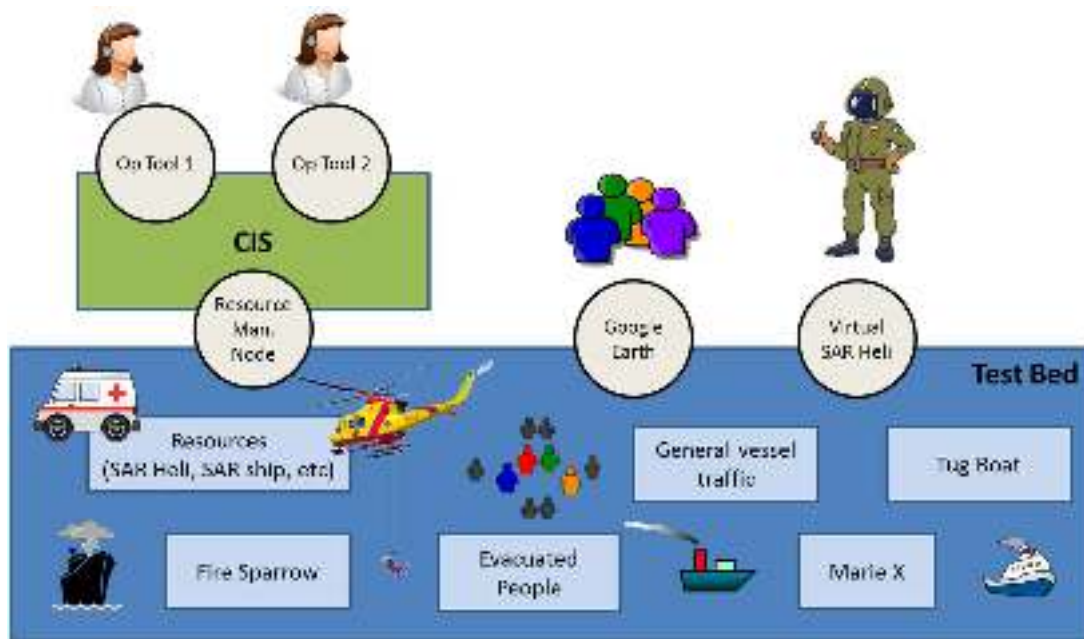 Op Tool 1
Op Tool 2
CIS
Resource
Man.
Node
Google
Earth
Virtual
SAR Heli
Test Bed
Resources
(SAR Heli, SAR ship, etc)
General vessel
traffic
Tug Boat
Fire Sparrow
Evacuated
People
Marie X